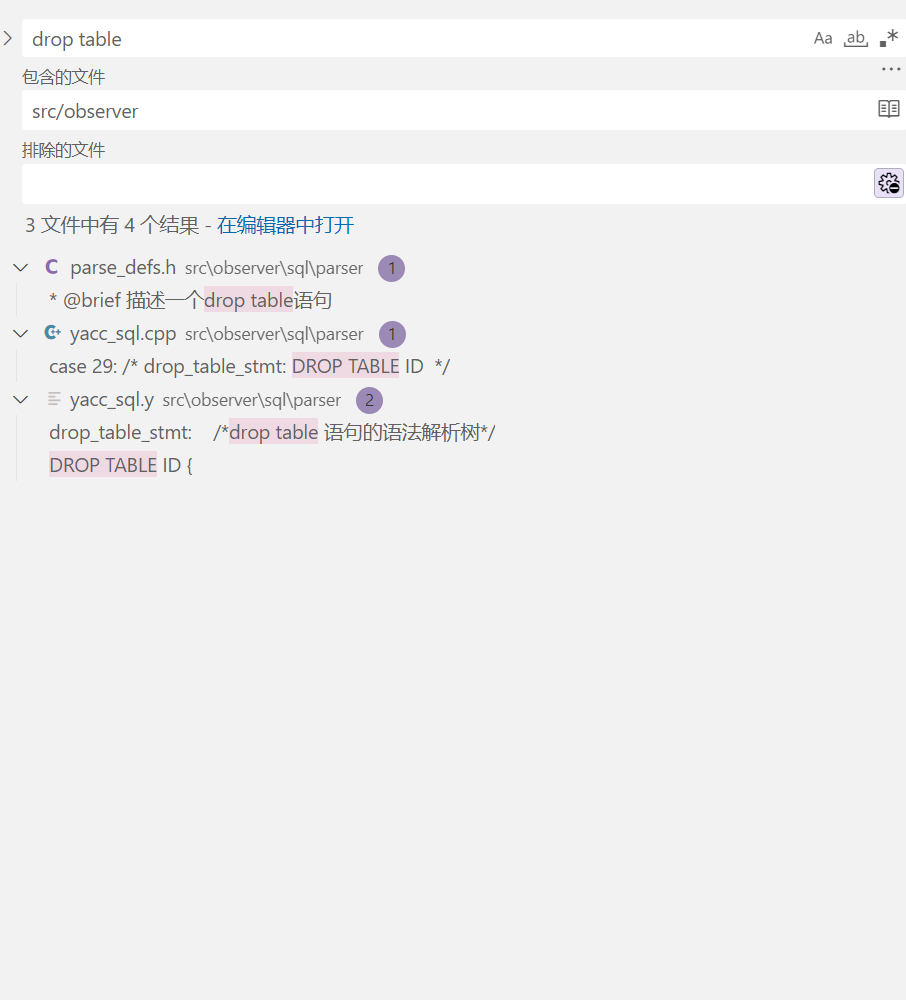 drop table Aa ab .*
包含的文件 ...
src/observer
排除的文件
3 文件中有 4 个结果 - 在编辑器中打开
C parse_defs.h src\observer\sql\parser 1
* @brief 描述一个drop table语句
C+ yacc_sql.cpp src\observer\sql\parser 1
case 29: /* drop_table_stmt: DROP TABLE ID */
yacc_sql.y src\observer\sql\parser 2
drop_table_stmt: /*drop table 语句的语法解析树*/
DROP TABLE ID {